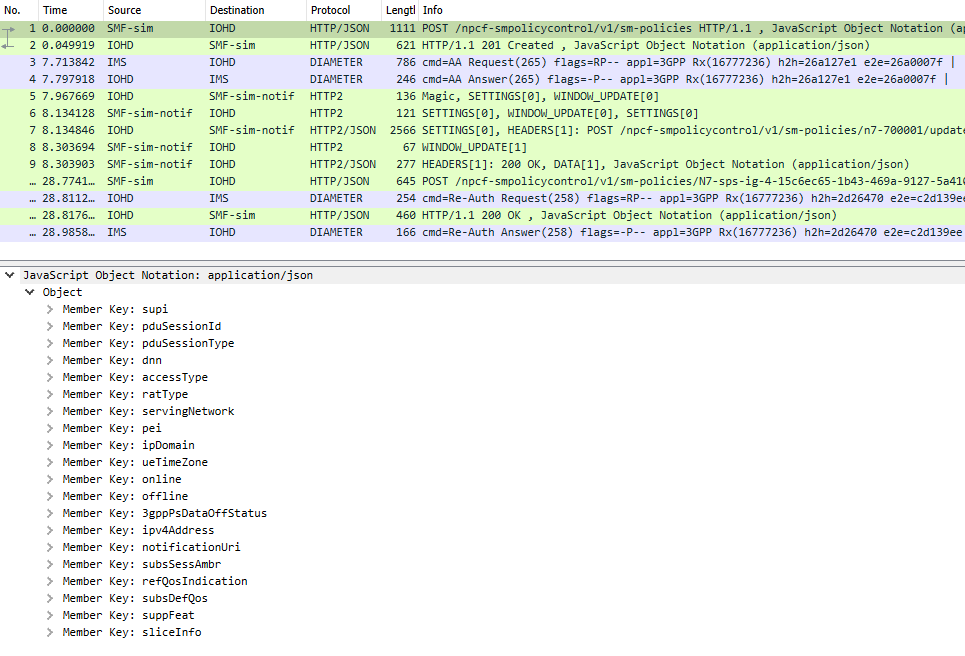 No. Time Source Destination Protocol Lengtl Info
1 0.000000 SMF-sim IOHD HTTP/JSON 1111 POST /npcf-smpolicycontrol/v1/sm-policies HTTP/1.1 , JavaScript Object Notation (ap
2 0.049919 IOHD SMF-sim HTTP/JSON 621 HTTP/1.1 201 Created , JavaScript Object Notation (application/json)
3 7.713842 IMS IOHD DIAMETER 786 cmd=AA Request(265) flags=RP-- appl=3GPP Rx(16777236) h2h=26a127e1 e2e=26a0007f |
4 7.797918 IOHD IMS DIAMETER 246 cmd=AA Answer(265) flags=-P-- appl=3GPP Rx(16777236) h2h=26a127e1 e2e=26a0007f |
5 7.967669 IOHD SMF-sim-notif HTTP2 136 Magic, SETTINGS[0], WINDOW_UPDATE[0]
6 8.134128 SMF-sim-notif IOHD HTTP2 121 SETTINGS[0], WINDOW_UPDATE[0], SETTINGS[0]
7 8.134846 IOHD SMF-sim-notif HTTP2/JSON 2566 SETTINGS[0], HEADERS[1]: POST /npcf-smpolicycontrol/v1/sm-policies/n7-700001/update
8 8.303694 SMF-sim-notif IOHD HTTP2 67 WINDOW_UPDATE[1]
9 8.303903 SMF-sim-notif IOHD HTTP2/JSON 277 HEADERS[1]: 200 OK, DATA[1], JavaScript Object Notation (application/json)
… 28.7741… SMF-sim IOHD HTTP/JSON 645 POST /npcf-smpolicycontrol/v1/sm-policies/N7-sps-ig-4-15c6ec65-1b43-469a-9127-5a410
… 28.8112… IOHD IMS DIAMETER 254 cmd=Re-Auth Request(258) flags=RP-- appl=3GPP Rx(16777236) h2h=2d26470 e2e=c2d139ee
… 28.8176… IOHD SMF-sim HTTP/JSON 460 HTTP/1.1 200 OK , JavaScript Object Notation (application/json)
… 28.9858… IMS IOHD DIAMETER 166 cmd=Re-Auth Answer(258) flags=-P-- appl=3GPP Rx(16777236) h2h=2d26470 e2e=c2d139ee
JavaScript Object Notation: application/json
Object
Member Key: supi
Member Key: pduSessionId
Member Key: pduSessionType
Member Key: dnn
Member Key: accessType
Member Key: ratType
Member Key: servingNetwork
Member Key: pei
Member Key: ipDomain
Member Key: ueTimeZone
Member Key: online
Member Key: offline
Member Key: 3gppPsDataOffStatus
Member Key: ipv4Address
Member Key: notificationUri
Member Key: subsSessAmbr
Member Key: refQosIndication
Member Key: subsDefQos
Member Key: suppFeat
Member Key: sliceInfo